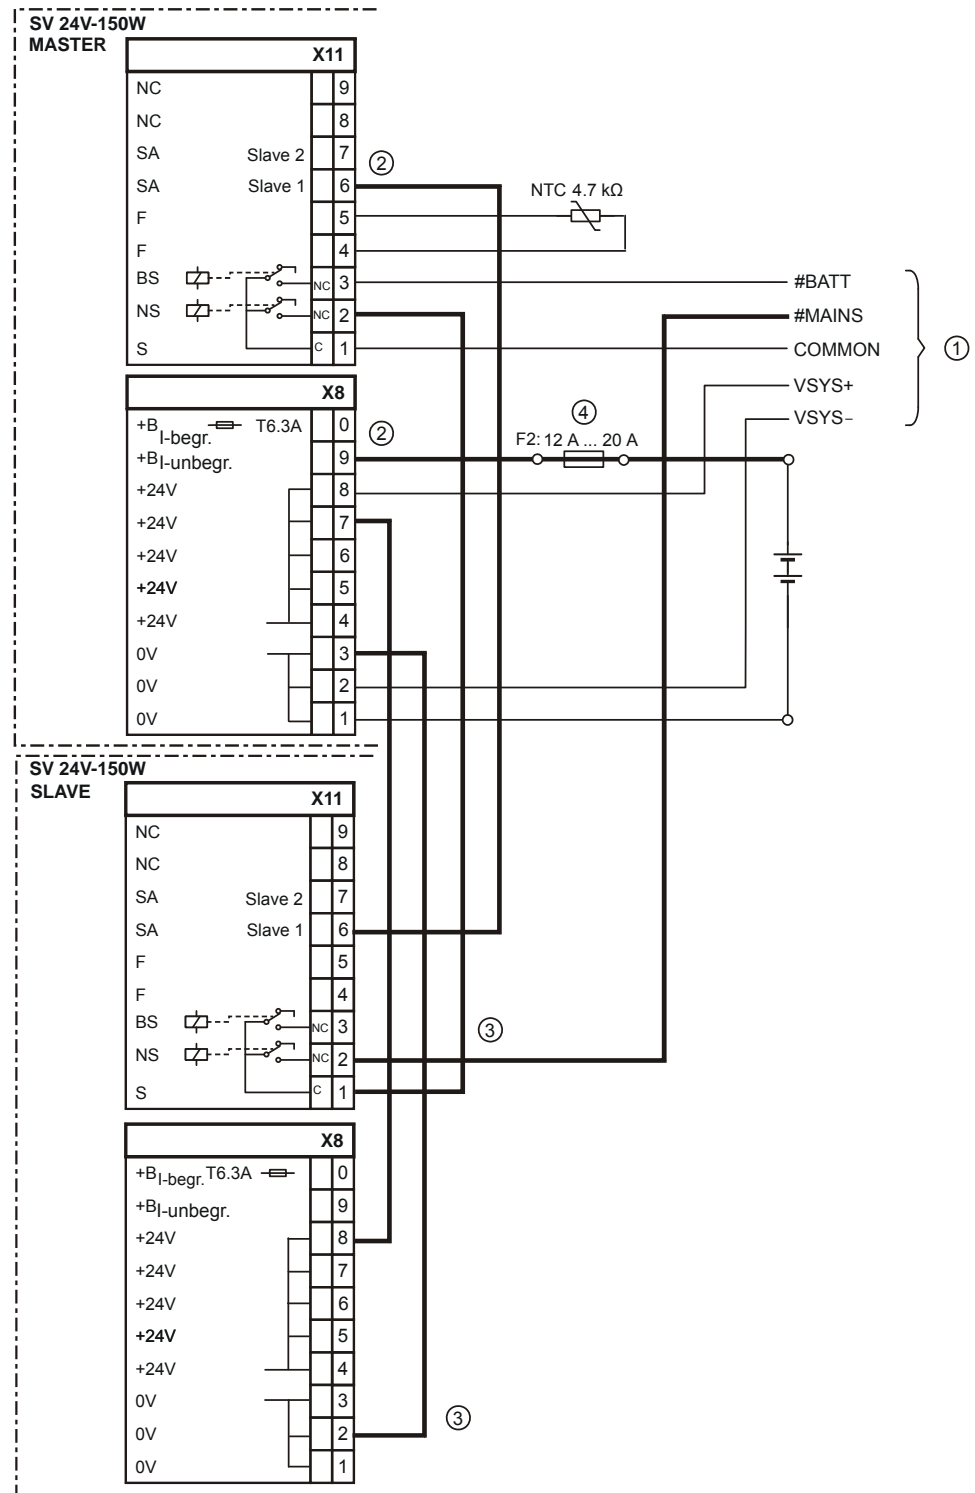 SV 24V-150W
MASTER
X11
NC 9
NC 8
SA Slave 2 7 ②
SA Slave 1 6
NTC 4.7 kΩ
F 5
F 4
BS NC 3 #BATT
NS NC 2 #MAINS
S C 1 COMMON ①
X8
VSYS+
VSYS−
+B I-begr. T6.3A 0 ② ④
F2: 12 A ... 20 A
+B I-unbegr. 9
+24V 8
+24V 7
+24V 6
+24V 5
+24V 4
0V 3
0V 2
0V 1
SV 24V-150W
SLAVE
X11
NC 9
NC 8
SA Slave 2 7
SA Slave 1 6
F 5
F 4
BS NC 3 ③
NS NC 2
S C 1
X8
+B I-begr. T6.3A 0
+B I-unbegr. 9
+24V 8
+24V 7
+24V 6
+24V 5
+24V 4
0V 3
0V 2 ③
0V 1